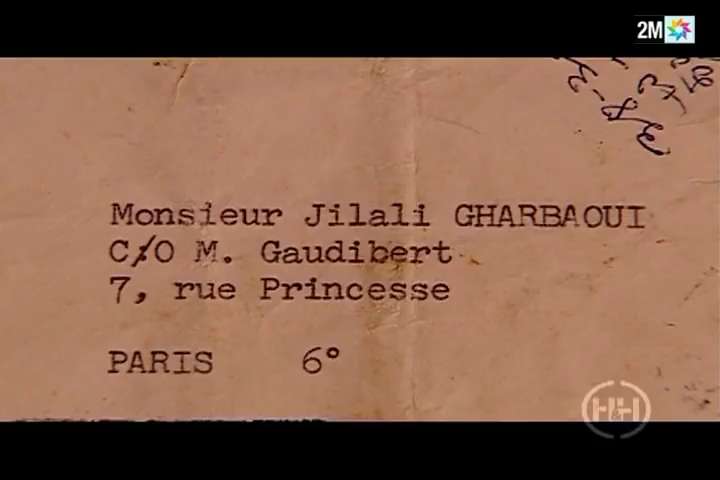 2M
Monsieur Jilali GHARBAOUI
C/O M. Gaudibert
7, rue Princesse
PARIS 6°
H&H